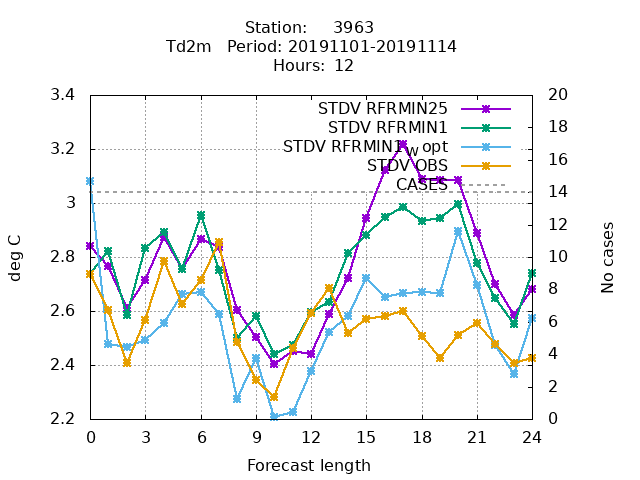 Station:     3963
Td2m   Period: 20191101-20191114
Hours:  12
3.4
3.2
3
2.8
2.6
2.4
2.2
deg C
STDV RFRMIN25
STDV RFRMIN1
STDV RFRMIN1_W opt
STDV OBS
CASES
20
18
16
14
12
10
8
6
4
2
0
No cases
0 3 6 9 12 15 18 21 24
Forecast length